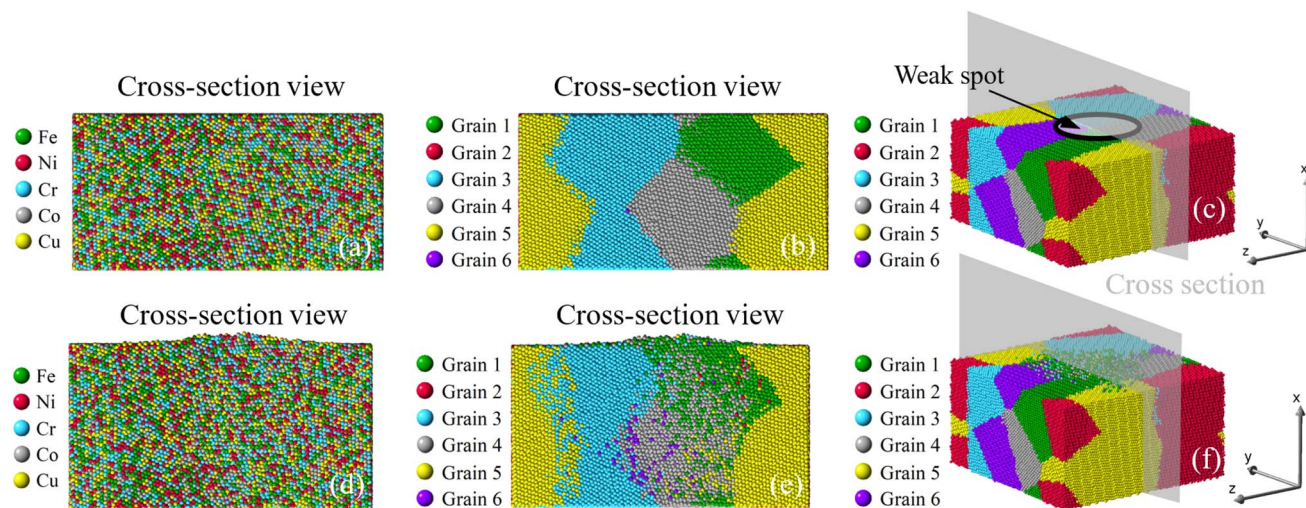 Cross-section view
Fe
Ni
Cr
Co
Cu
(a)
Cross-section view
Grain 1
Grain 2
Grain 3
Grain 4
Grain 5
Grain 6
(b)
Weak spot
Grain 1
Grain 2
Grain 3
Grain 4
Grain 5
Grain 6
(c)
x
y
z
Cross section
Cross-section view
Fe
Ni
Cr
Co
Cu
(d)
Cross-section view
Grain 1
Grain 2
Grain 3
Grain 4
Grain 5
Grain 6
(e)
Grain 1
Grain 2
Grain 3
Grain 4
Grain 5
Grain 6
(f)
x
y
z